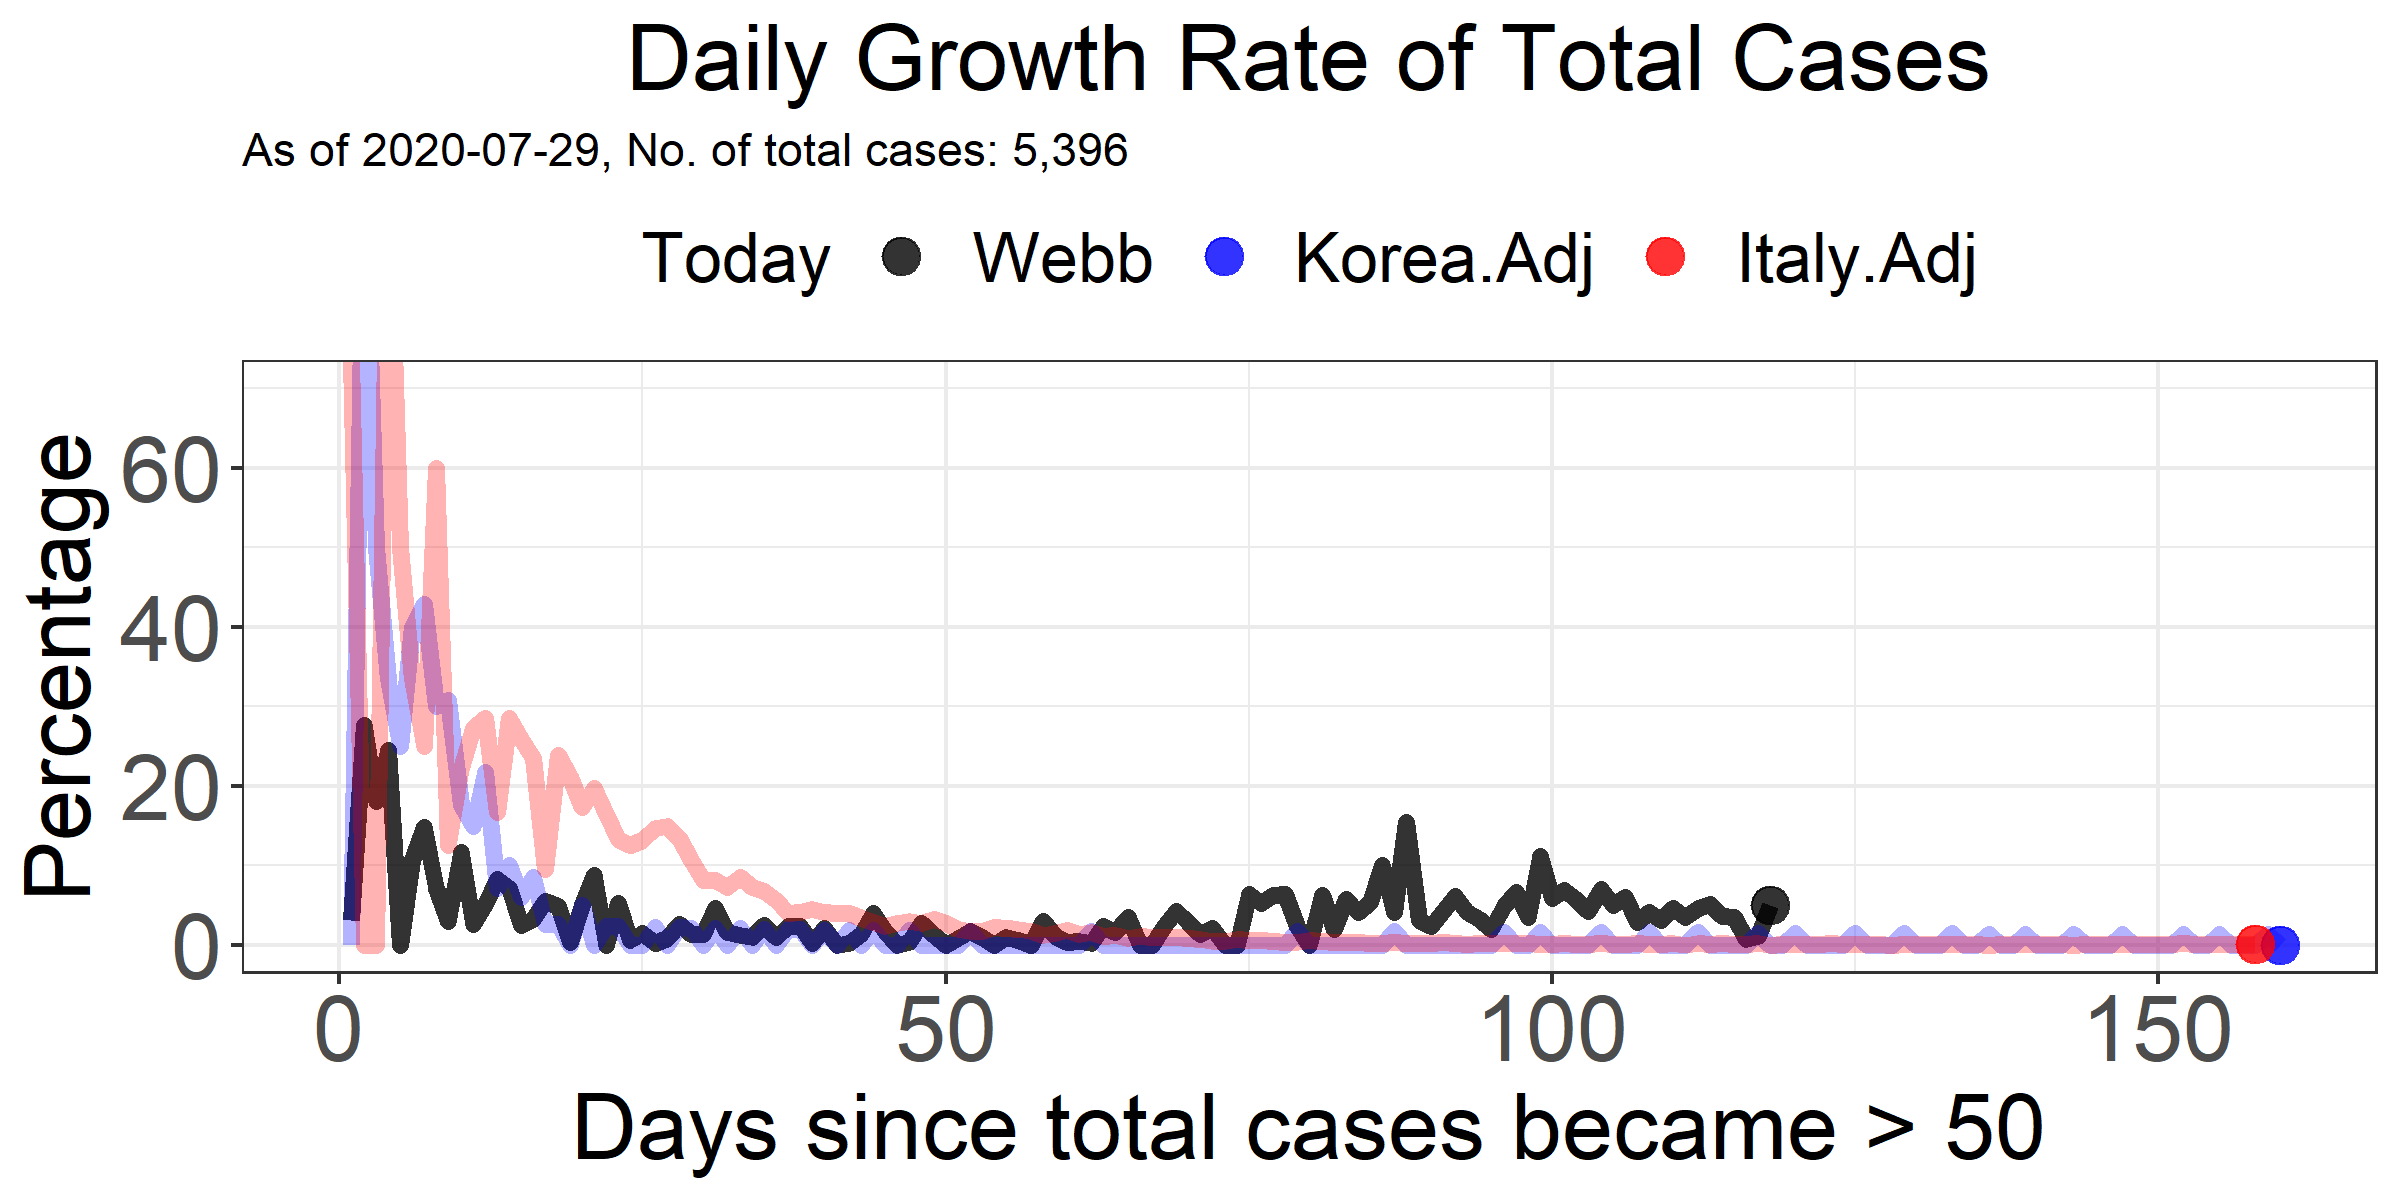 Daily Growth Rate of Total Cases
As of 2020-07-29, No. of total cases: 5,396
Today Webb Korea.Adj Italy.Adj
Percentage
60
40
20
0
0 50 100 150
Days since total cases became > 50